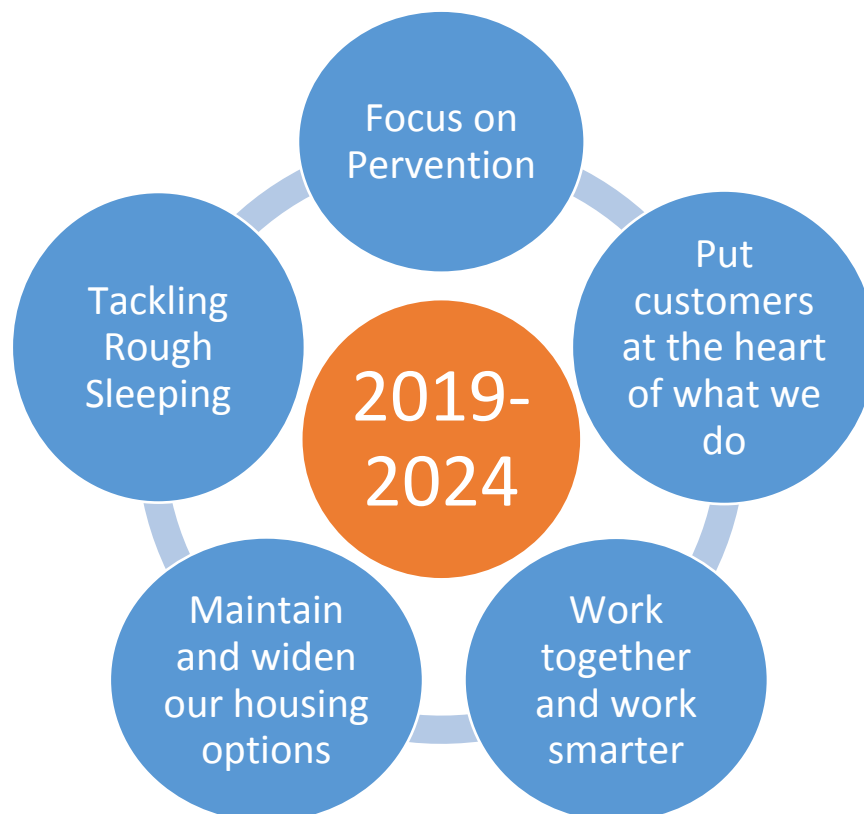 Focus on
Pervention
Put
customers
at the heart
of what we
do
Work
together
and work
smarter
Maintain
and widen
our housing
options
Tackling
Rough
Sleeping
2019-
2024